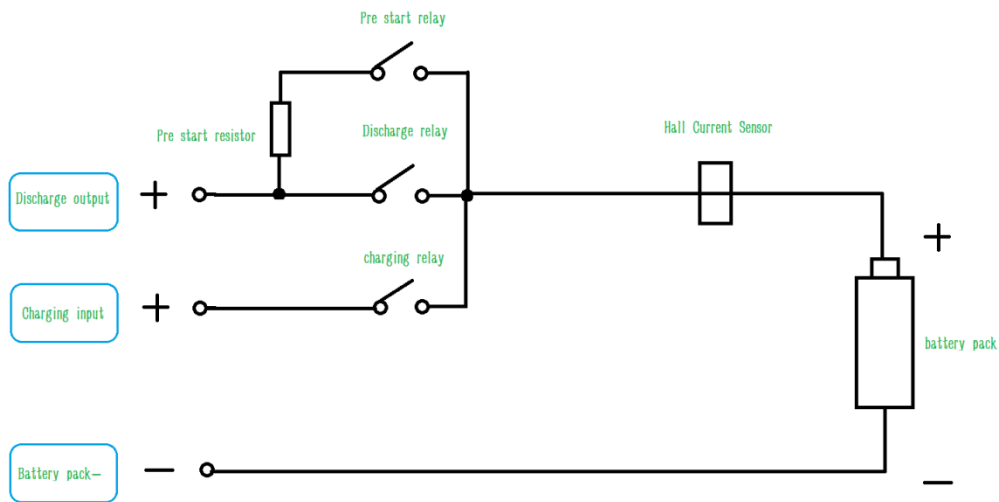 Pre start relay
Pre start resistor
Discharge relay
Hall Current Sensor
Discharge output
+
+
charging relay
Charging input
+
battery pack
Battery pack-
—
—